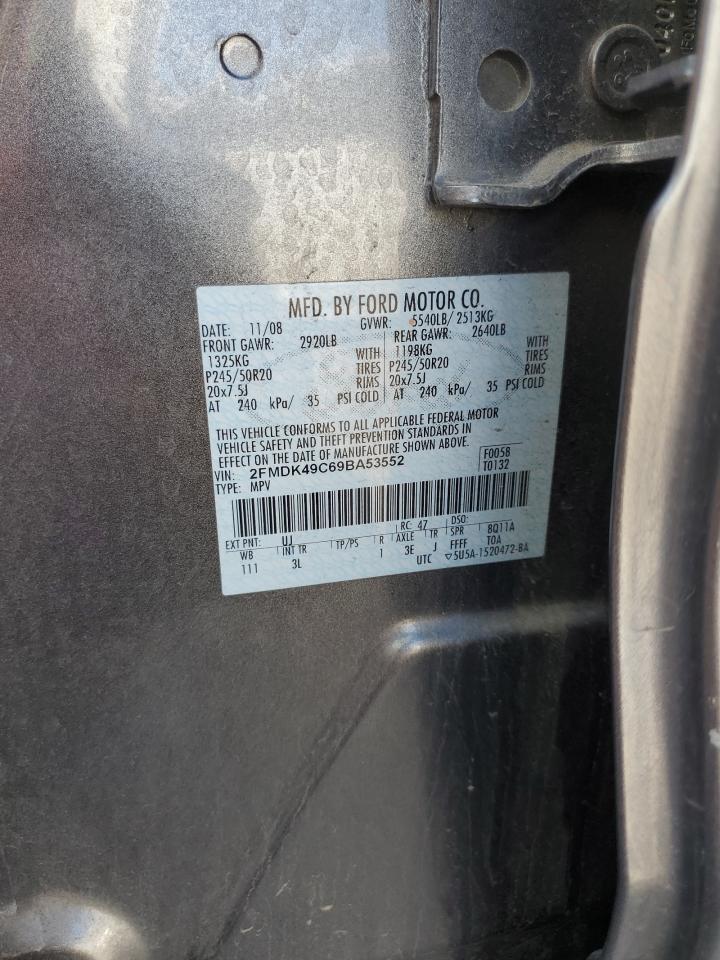 MFD. BY FORD MOTOR CO.
DATE: 11/08 GVWR: 5540LB/ 2513KG
FRONT GAWR: 2920LB REAR GAWR: 2640LB
1325KG WITH 1198KG WITH
P245/50R20 TIRES P245/50R20 TIRES
20x7.5J RIMS 20x7.5J RIMS
AT 240 kPa/ 35 PSI COLD AT 240 kPa/ 35 PSI COLD
THIS VEHICLE CONFORMS TO ALL APPLICABLE FEDERAL MOTOR
VEHICLE SAFETY AND THEFT PREVENTION STANDARDS IN
EFFECT ON THE DATE OF MANUFACTURE SHOWN ABOVE.
VIN: 2FMDK49C69BA53552 F0058
TYPE: MPV T0132
EXT PNT: UJ RC: 47 DSO:
WB INT TR TP/PS R AXLE TR SPR 8Q11A
111 3L 1 3E J FFFF TOA
UTC ▽5U5A-1520472-BA